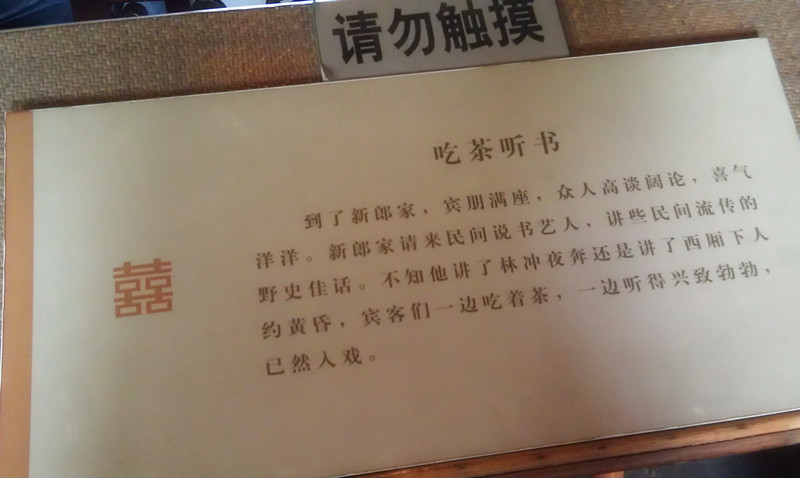 请勿触摸
吃茶听书
到了新郎家，宾朋满座，众人高谈阔论，喜气
洋洋。新郎家请来民间说书艺人，讲些民间流传的
野史佳话。不知他讲了林冲夜奔还是讲了西厢下人
约黄昏，宾客们一边吃着茶，一边听得兴致勃勃，
已然人戏。
囍